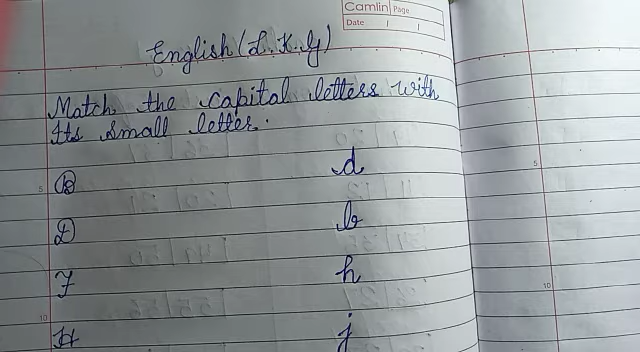 Camlin Page
Date / /
English (L.K.G)
Match the capital letters with
its small letter.
5
B d
D b
F h
10
H j
5
10